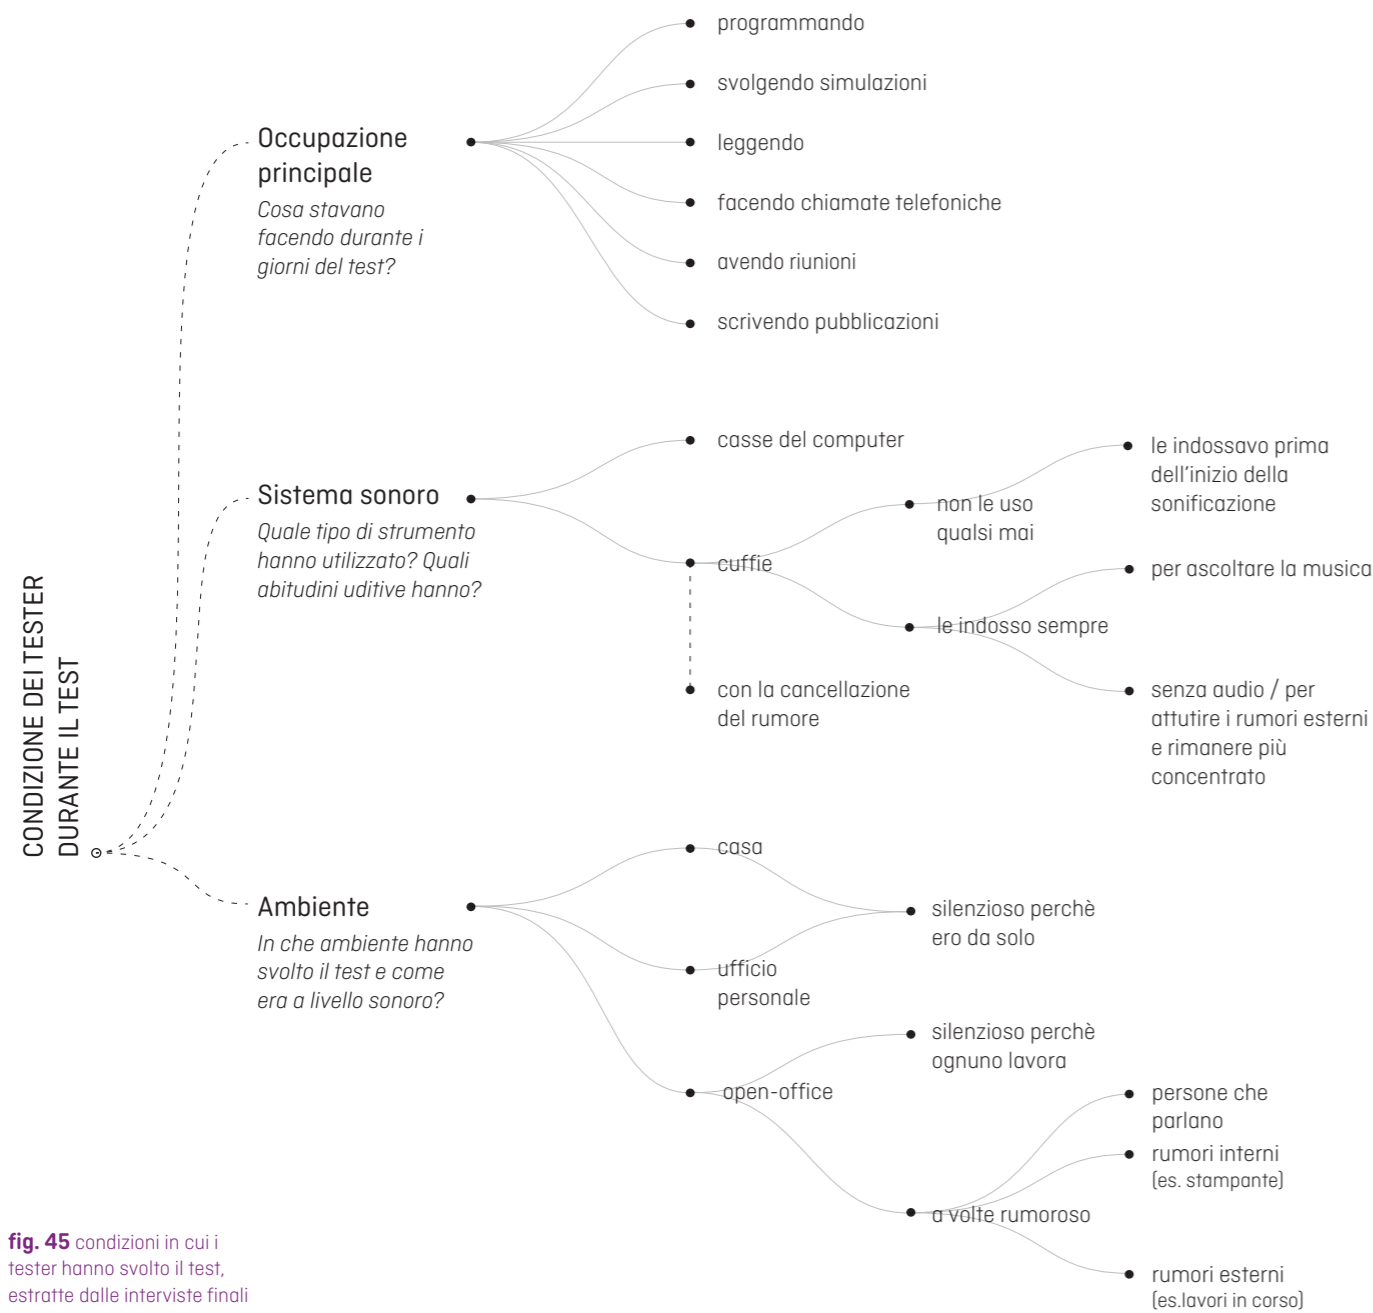 CONDIZIONE DEI TESTER
DURANTE IL TEST
Occupazione
principale
Cosa stavano
facendo durante i
giorni del test?
programmando
svolgendo simulazioni
leggendo
facendo chiamate telefoniche
avendo riunioni
scrivendo pubblicazioni
Sistema sonoro
Quale tipo di strumento
hanno utilizzato? Quali
abitudini uditive hanno?
casse del computer
cuffie
con la cancellazione
del rumore
non le uso
qualsi mai
le indossavo prima
dell'inizio della
sonificazione
le indosso sempre
per ascoltare la musica
senza audio / per
attutire i rumori esterni
e rimanere più
concentrato
Ambiente
In che ambiente hanno
svolto il test e come
era a livello sonoro?
casa
ufficio
personale
silenzioso perchè
ero da solo
open-office
silenzioso perchè
ognuno lavora
a volte rumoroso
persone che
parlano
rumori interni
(es. stampante)
rumori esterni
(es.lavori in corso)
fig. 45 condizioni in cui i
tester hanno svolto il test,
estratte dalle interviste finali